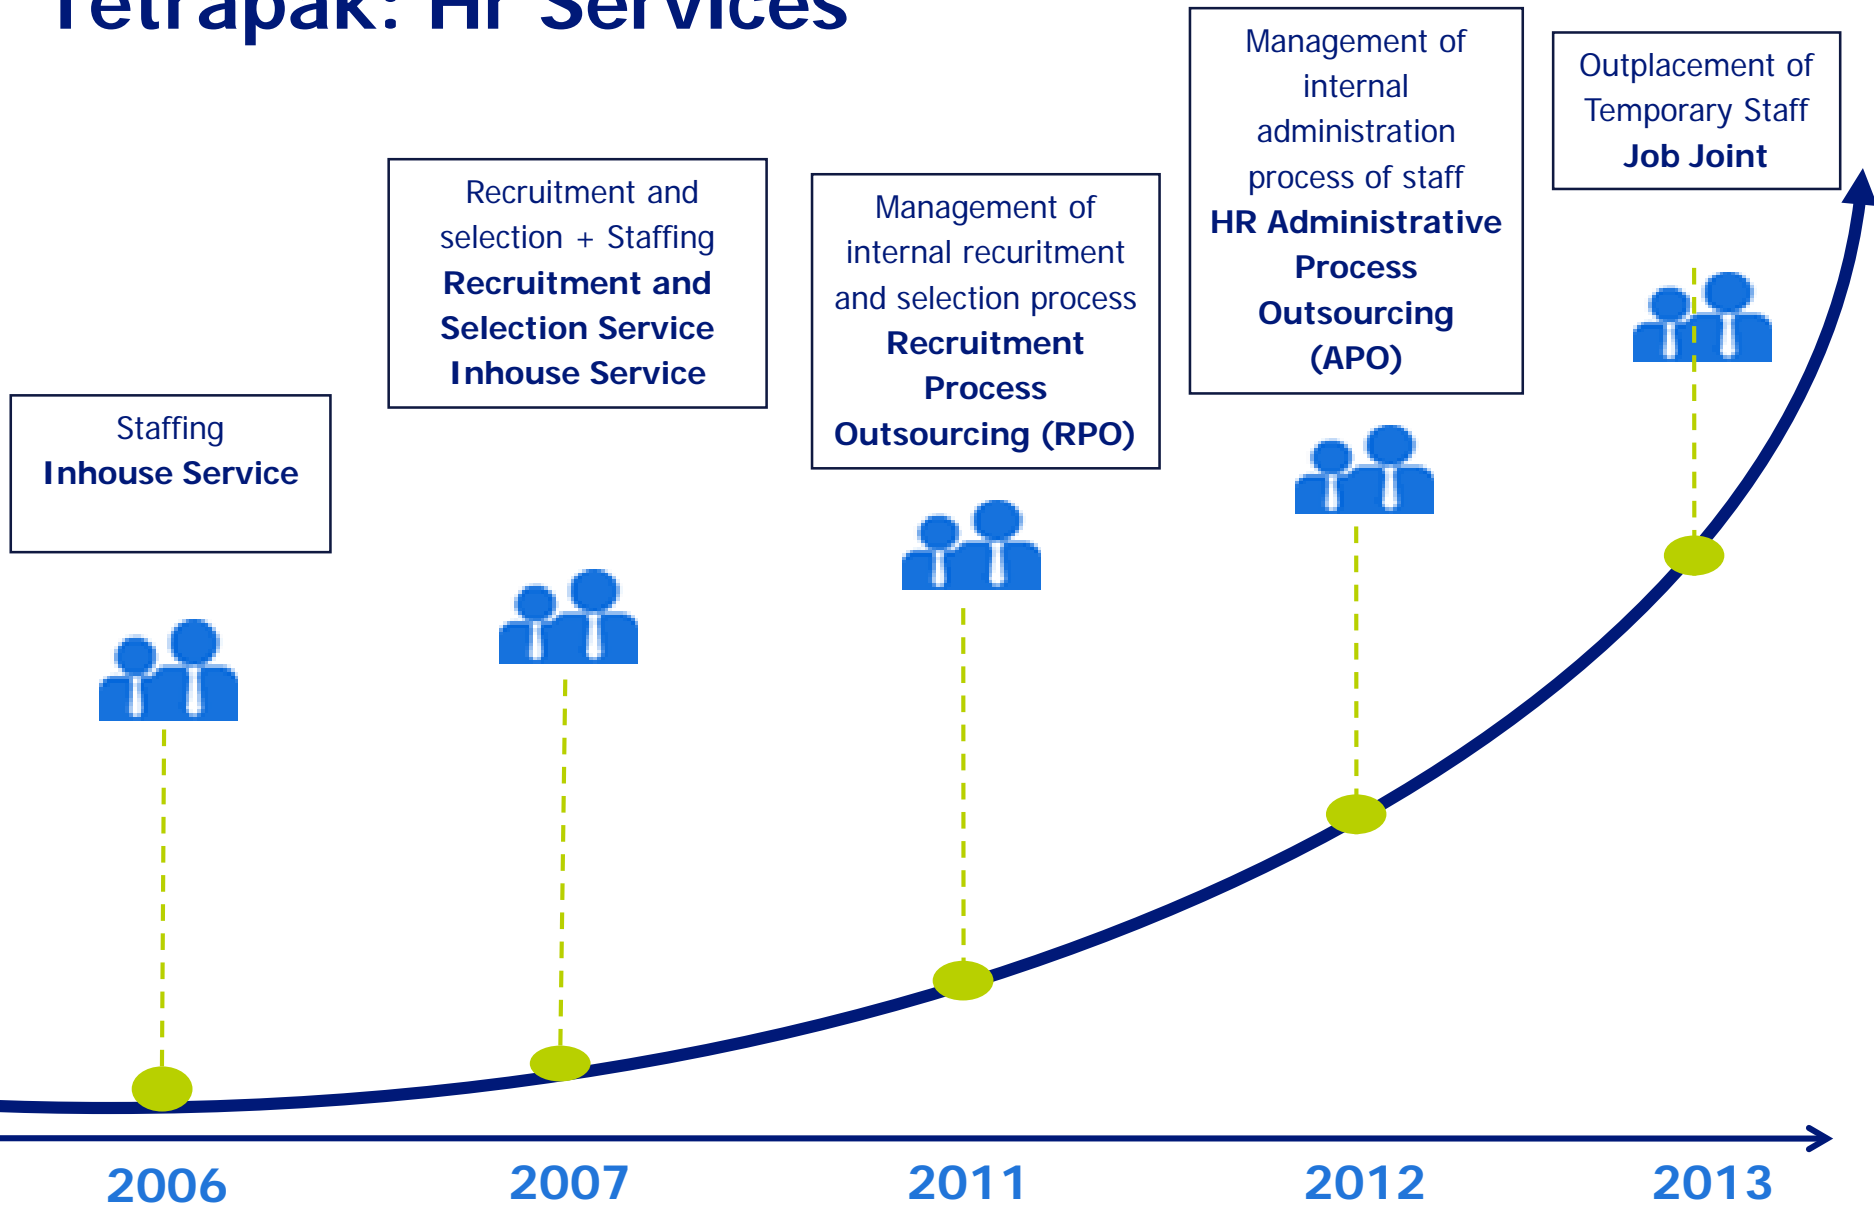 Tetrapak: Hr Services
Staffing
Inhouse Service
Recruitment and
selection + Staffing
Recruitment and
Selection Service
Inhouse Service
Management of
internal recuritment
and selection process
Recruitment
Process
Outsourcing (RPO)
Management of
internal
administration
process of staff
HR Administrative
Process
Outsourcing
(APO)
Outplacement of
Temporary Staff
Job Joint
2006
2007
2011
2012
2013